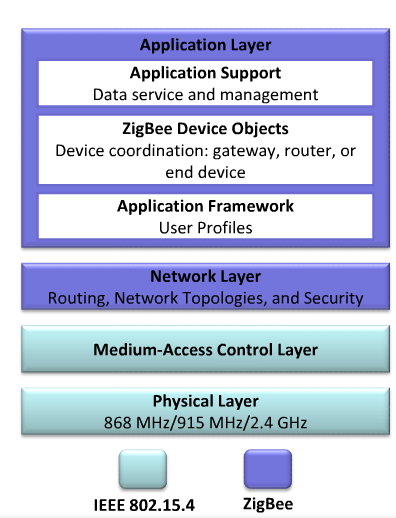 Application Layer
Application Support
Data service and management
ZigBee Device Objects
Device coordination: gateway, router, or
end device
Application Framework
User Profiles
Network Layer
Routing, Network Topologies, and Security
Medium-Access Control Layer
Physical Layer
868 MHz/915 MHz/2.4 GHz
IEEE 802.15.4
ZigBee